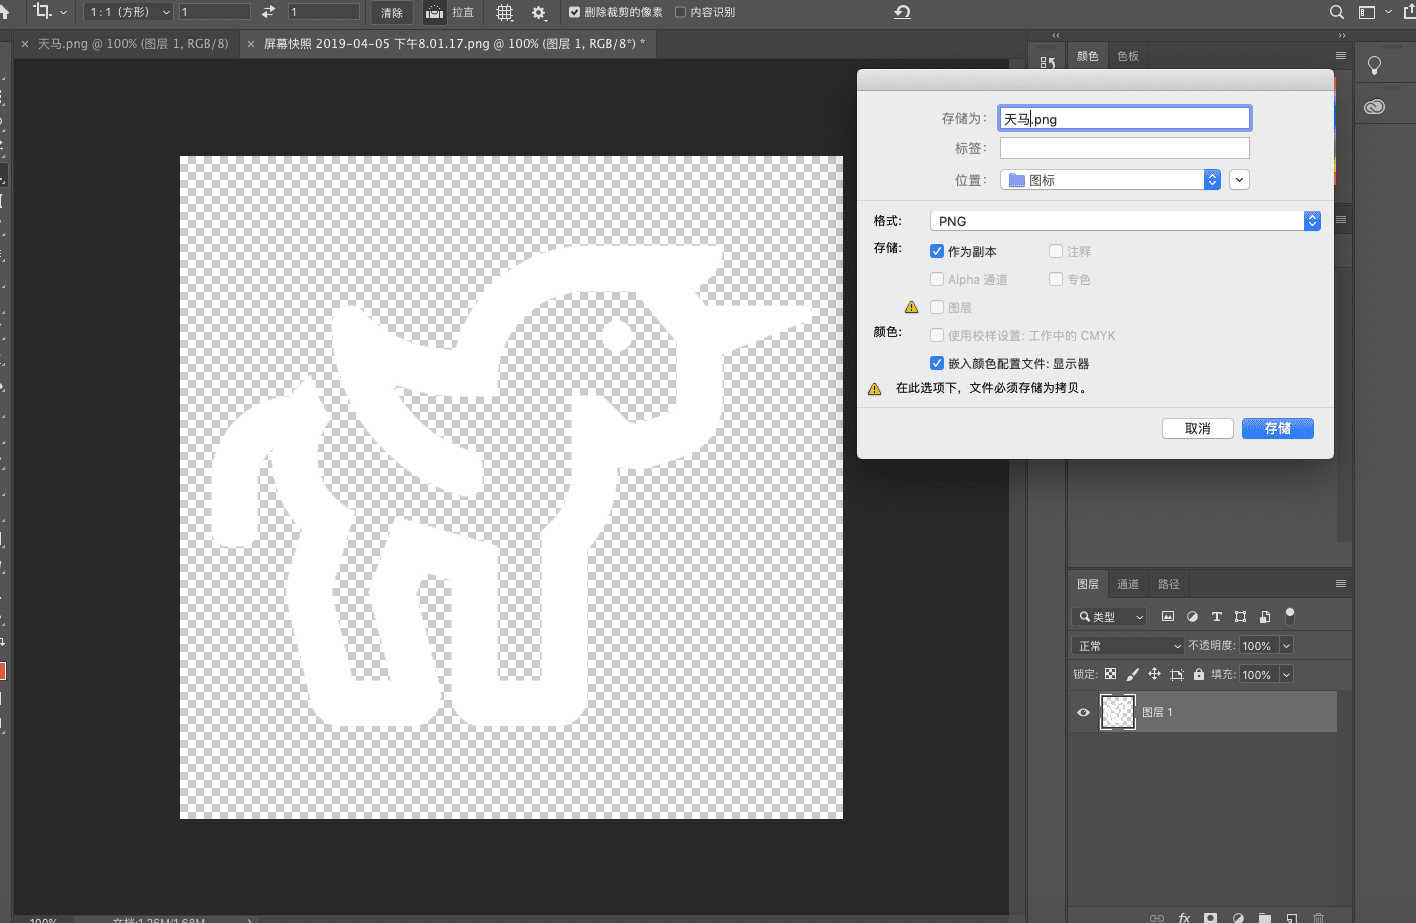 1 : 1 (方形) 1 1 清除 拉直 删除裁剪的像素 内容识别
× 天马.png @ 100% (图层 1, RGB/8) × 屏幕快照 2019-04-05 下午8.01.17.png @ 100% (图层 1, RGB/8*) *
颜色 色板
存储为: 天马.png
标签:
位置: 图标
格式: PNG
存储: 作为副本 注释
Alpha 通道 专色
图层
颜色: 使用校样设置: 工作中的 CMYK
嵌入颜色配置文件: 显示器
在此选项下，文件必须存储为拷贝。
取消 存储
图层 通道 路径
类型
正常 不透明度: 100%
锁定: 填充: 100%
图层 1
100% 文档:1.26M/1.68M
fx